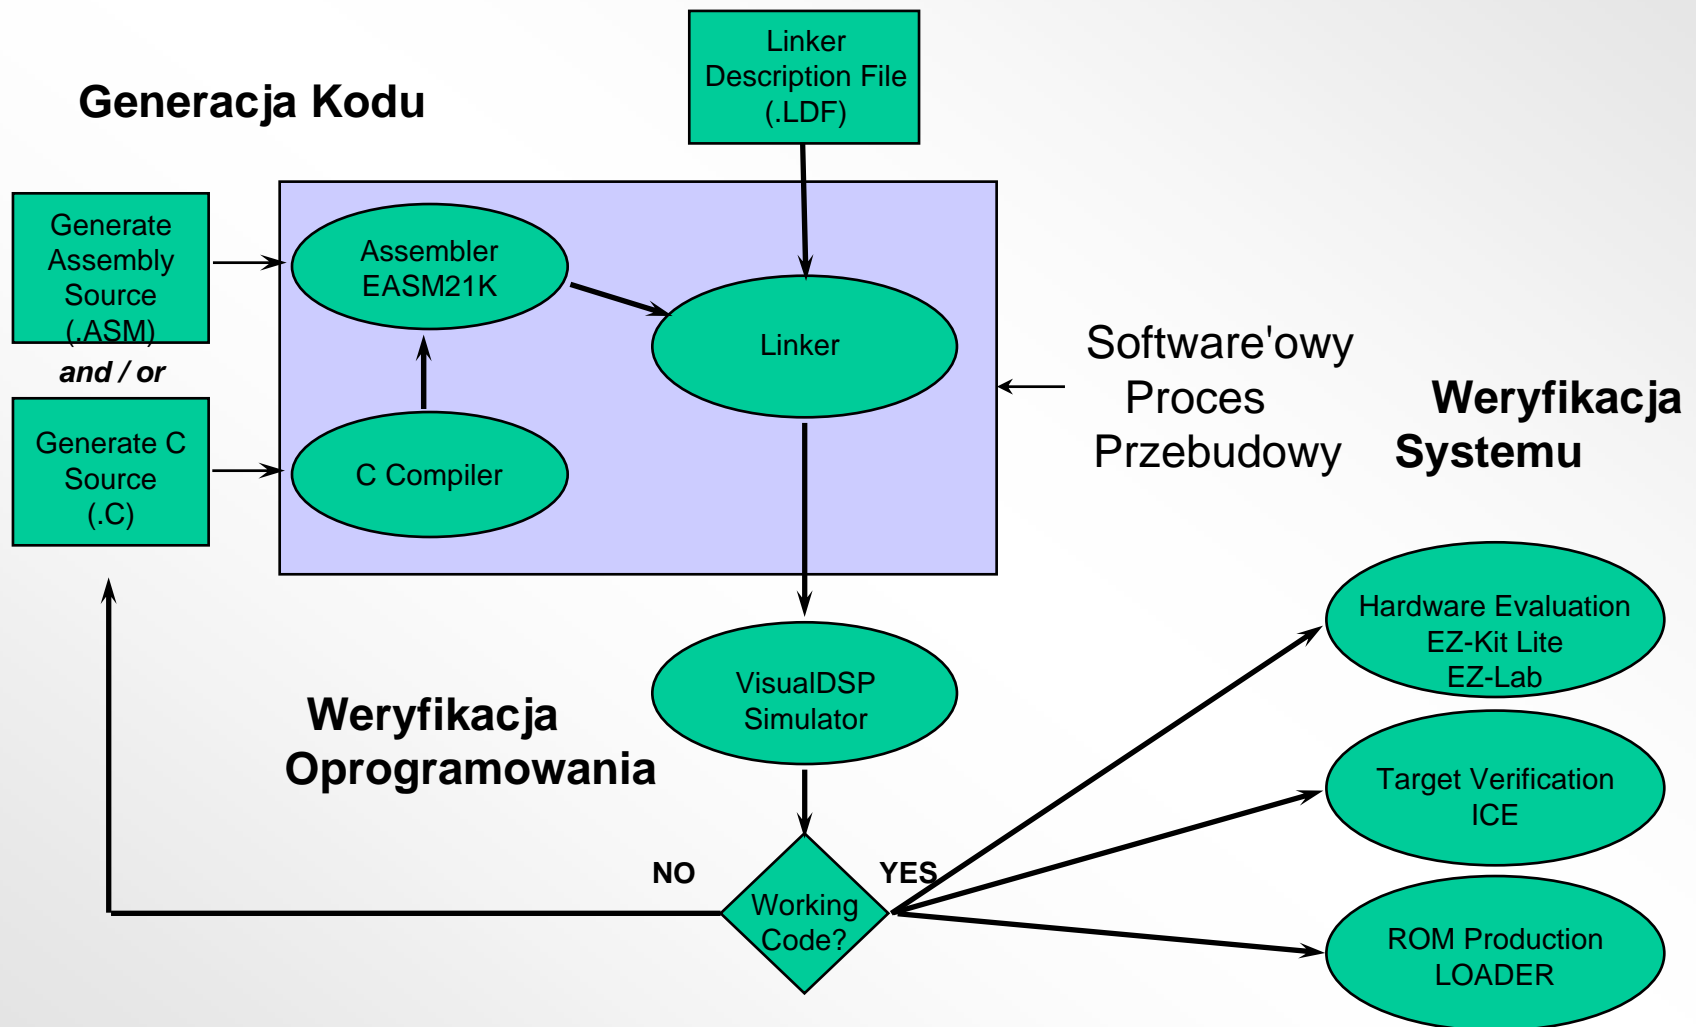 Linker
Description File
(.LDF)
Generacja Kodu
Generate
Assembly
Source
(.ASM)
and / or
Generate C
Source
(.C)
Assembler
EASM21K
C Compiler
Linker
Software'owy
Proces
Przebudowy
Weryfikacja
Systemu
VisualDSP
Simulator
Weryfikacja
Oprogramowania
NO
YES
Working
Code?
Hardware Evaluation
EZ-Kit Lite
EZ-Lab
Target Verification
ICE
ROM Production
LOADER